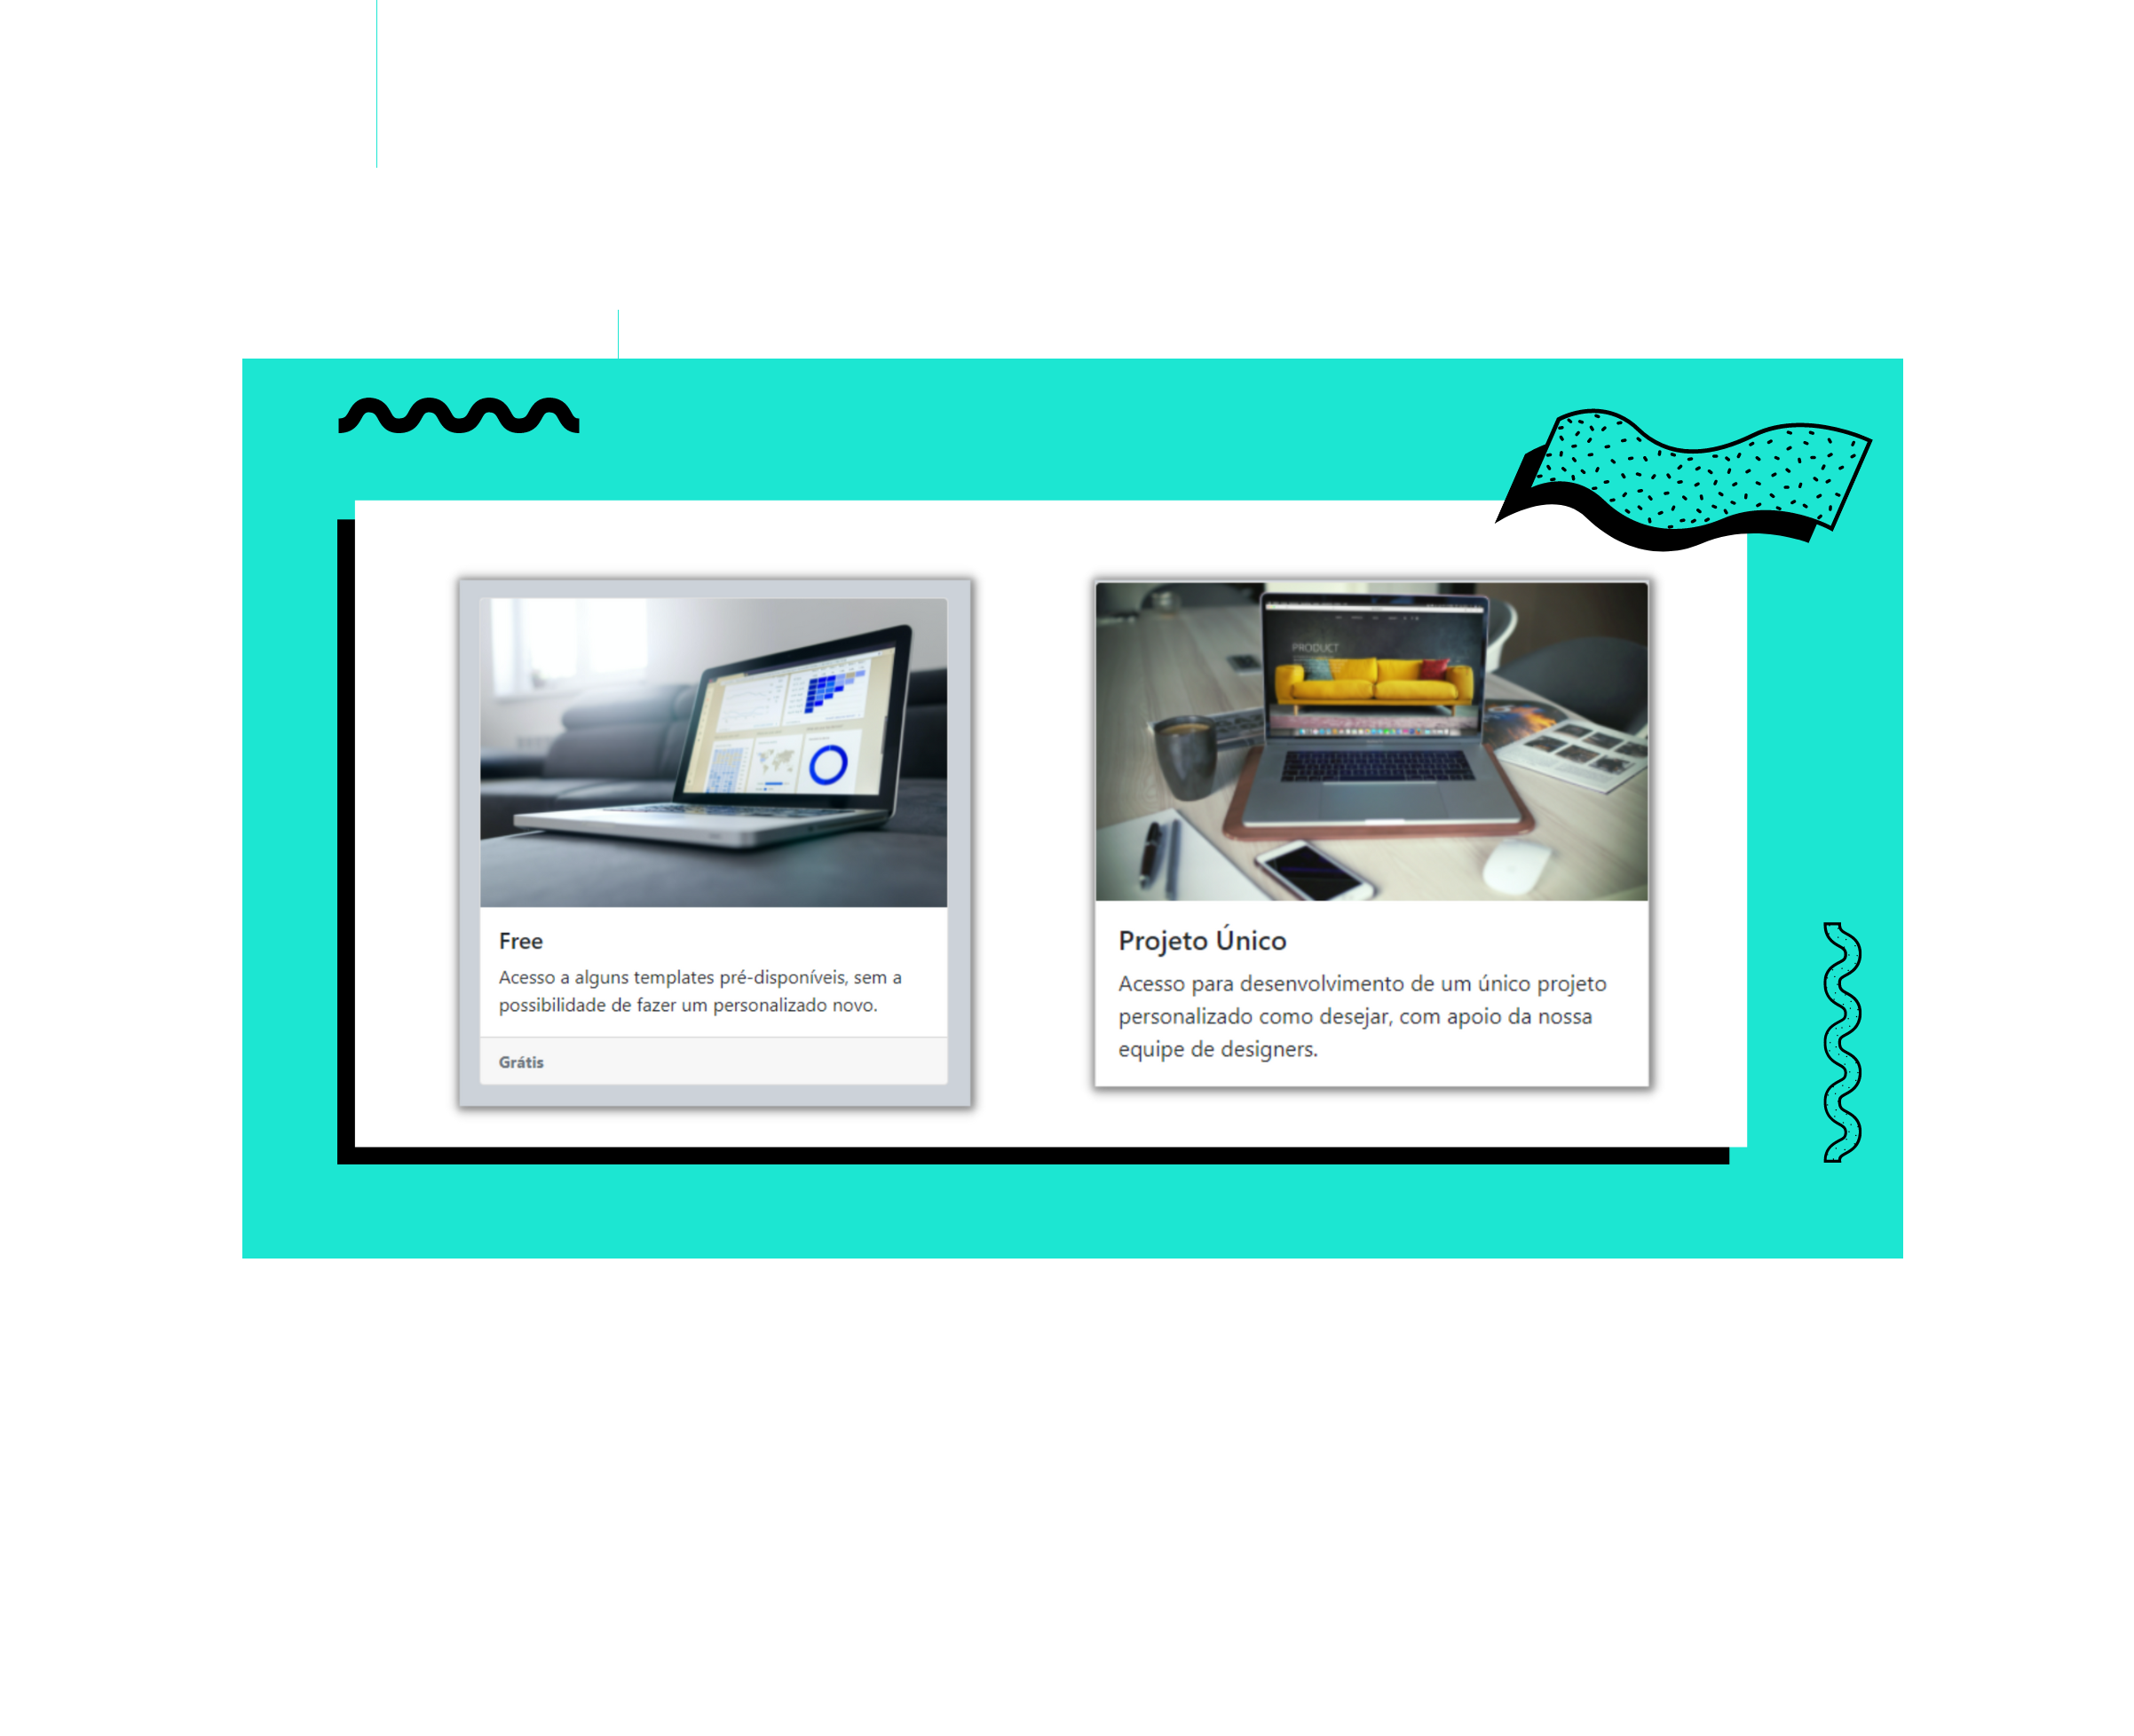 PRODUCT
Free
Acesso a alguns templates pré-disponíveis, sem a
possibilidade de fazer um personalizado novo.
Grátis
Projeto Único
Acesso para desenvolvimento de um único projeto
personalizado como desejar, com apoio da nossa
equipe de designers.